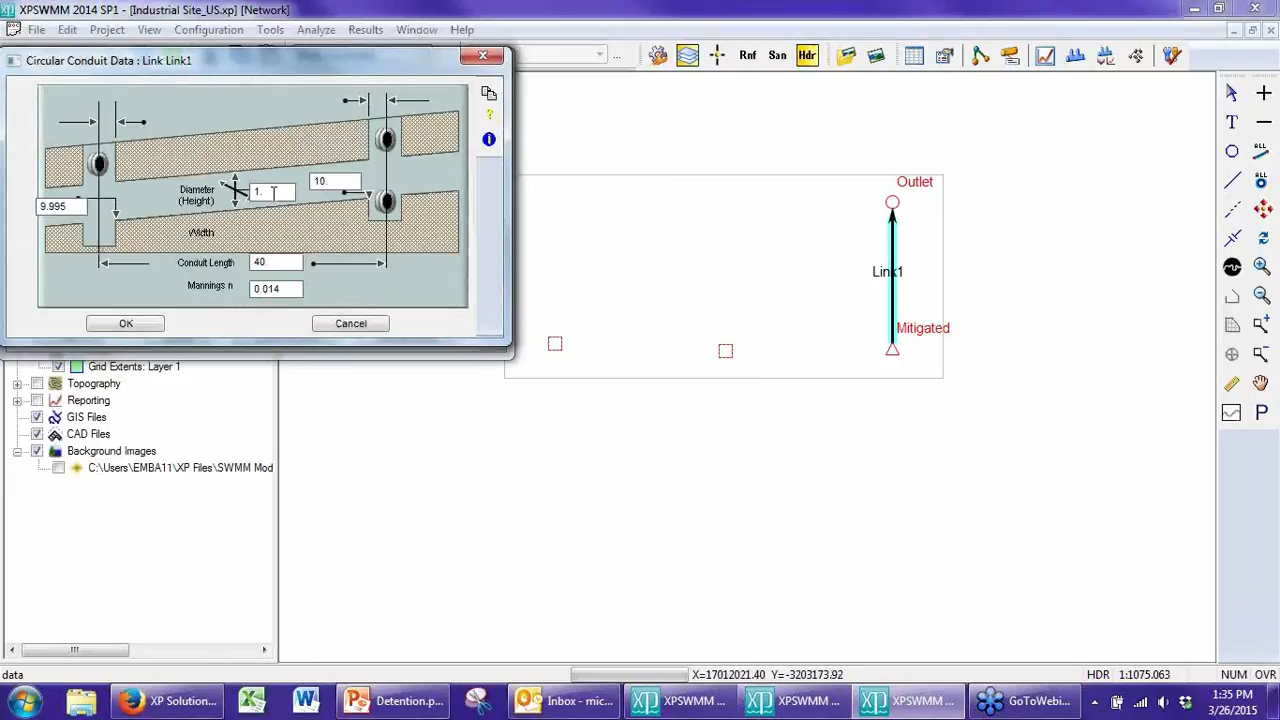 XPSWMM 2014 SP1 - [Industrial Site_US.xp] [Network]
File Edit Project View Configuration Tools Analyze Results Window Help
Circular Conduit Data : Link Link1
... Rnf San Hdr
10.
Diameter
(Height)
1.
9.995
Width
Conduit Length 40
Mannings n 0.014
OK Cancel
Outlet
Link1
Mitigated
T
ALL
ALL
P
Grid Extents: Layer 1
Topography
Reporting
GIS Files
CAD Files
Background Images
C:\Users\EMBA11\XP Files\SWMM Mod
data X=17012021.40 Y=-3203173.92 HDR 1:1075.063 NUM OVR
XP Solution... Detention.p... Inbox - mic... XPSWMM ... XPSWMM ... XPSWMM ... GoToWebi...
1:35 PM
3/26/2015